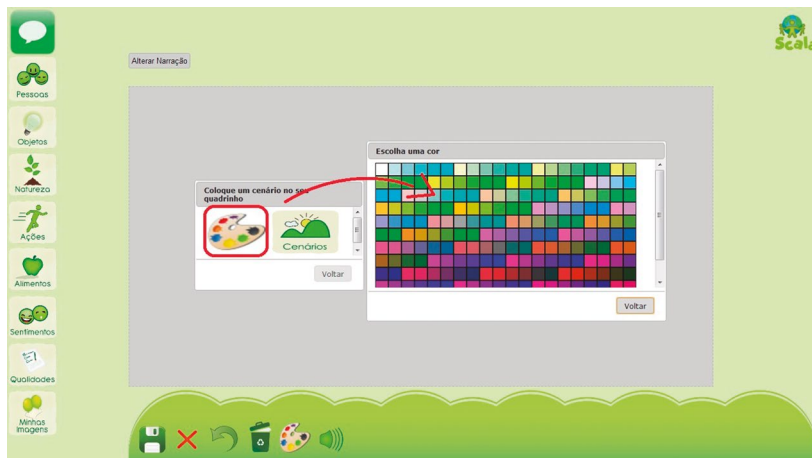 Scala
Alterar Narração
Pessoas
Objetos
Natureza
Ações
Alimentos
Sentimentos
Qualidades
Minhas
Imagens
Coloque um cenário no seu
quadrinho
Cenários
Voltar
Escolha uma cor
Voltar